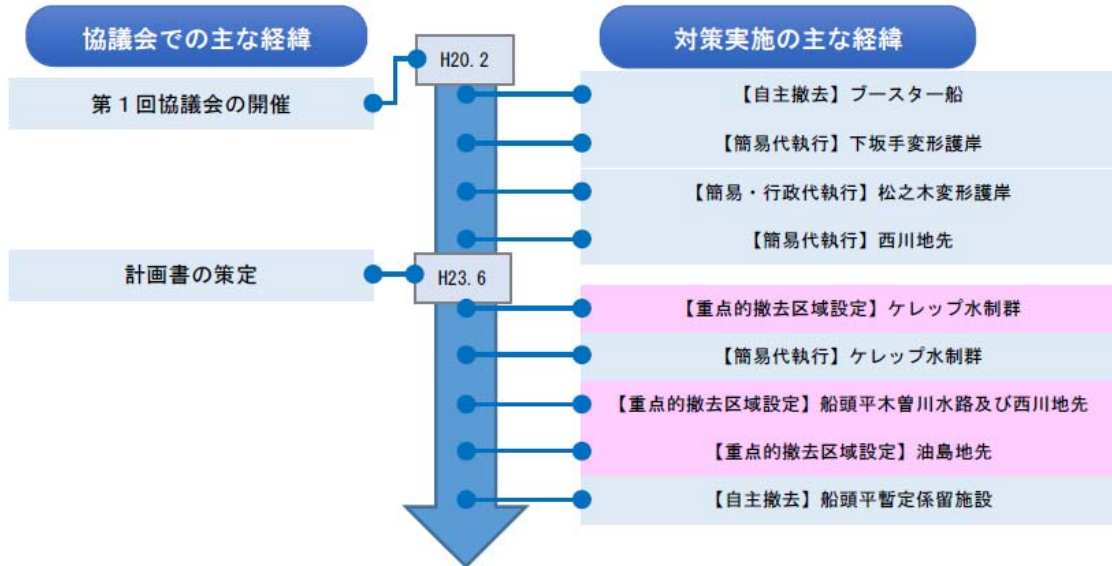 協議会での主な経緯
対策実施の主な経緯
H20.2
第1回協議会の開催
【自主撤去】ブースター船
【簡易代執行】下坂手変形護岸
【簡易・行政代執行】松之木変形護岸
【簡易代執行】西川地先
計画書の策定
H23.6
【重点的撤去区域設定】ケレップ水制群
【簡易代執行】ケレップ水制群
【重点的撤去区域設定】船頭平木曽川水路及び西川地先
【重点的撤去区域設定】油島地先
【自主撤去】船頭平暫定係留施設